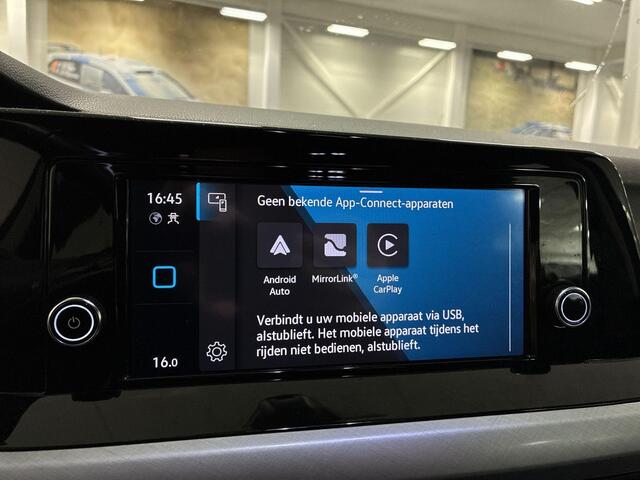 16:45
Geen bekende App-Connect-apparaten
Android
Auto
MirrorLink®
Apple
CarPlay
Verbindt u uw mobiele apparaat via USB,
alstublieft. Het mobiele apparaat tijdens het
rijden niet bedienen, alstublieft.
16.0